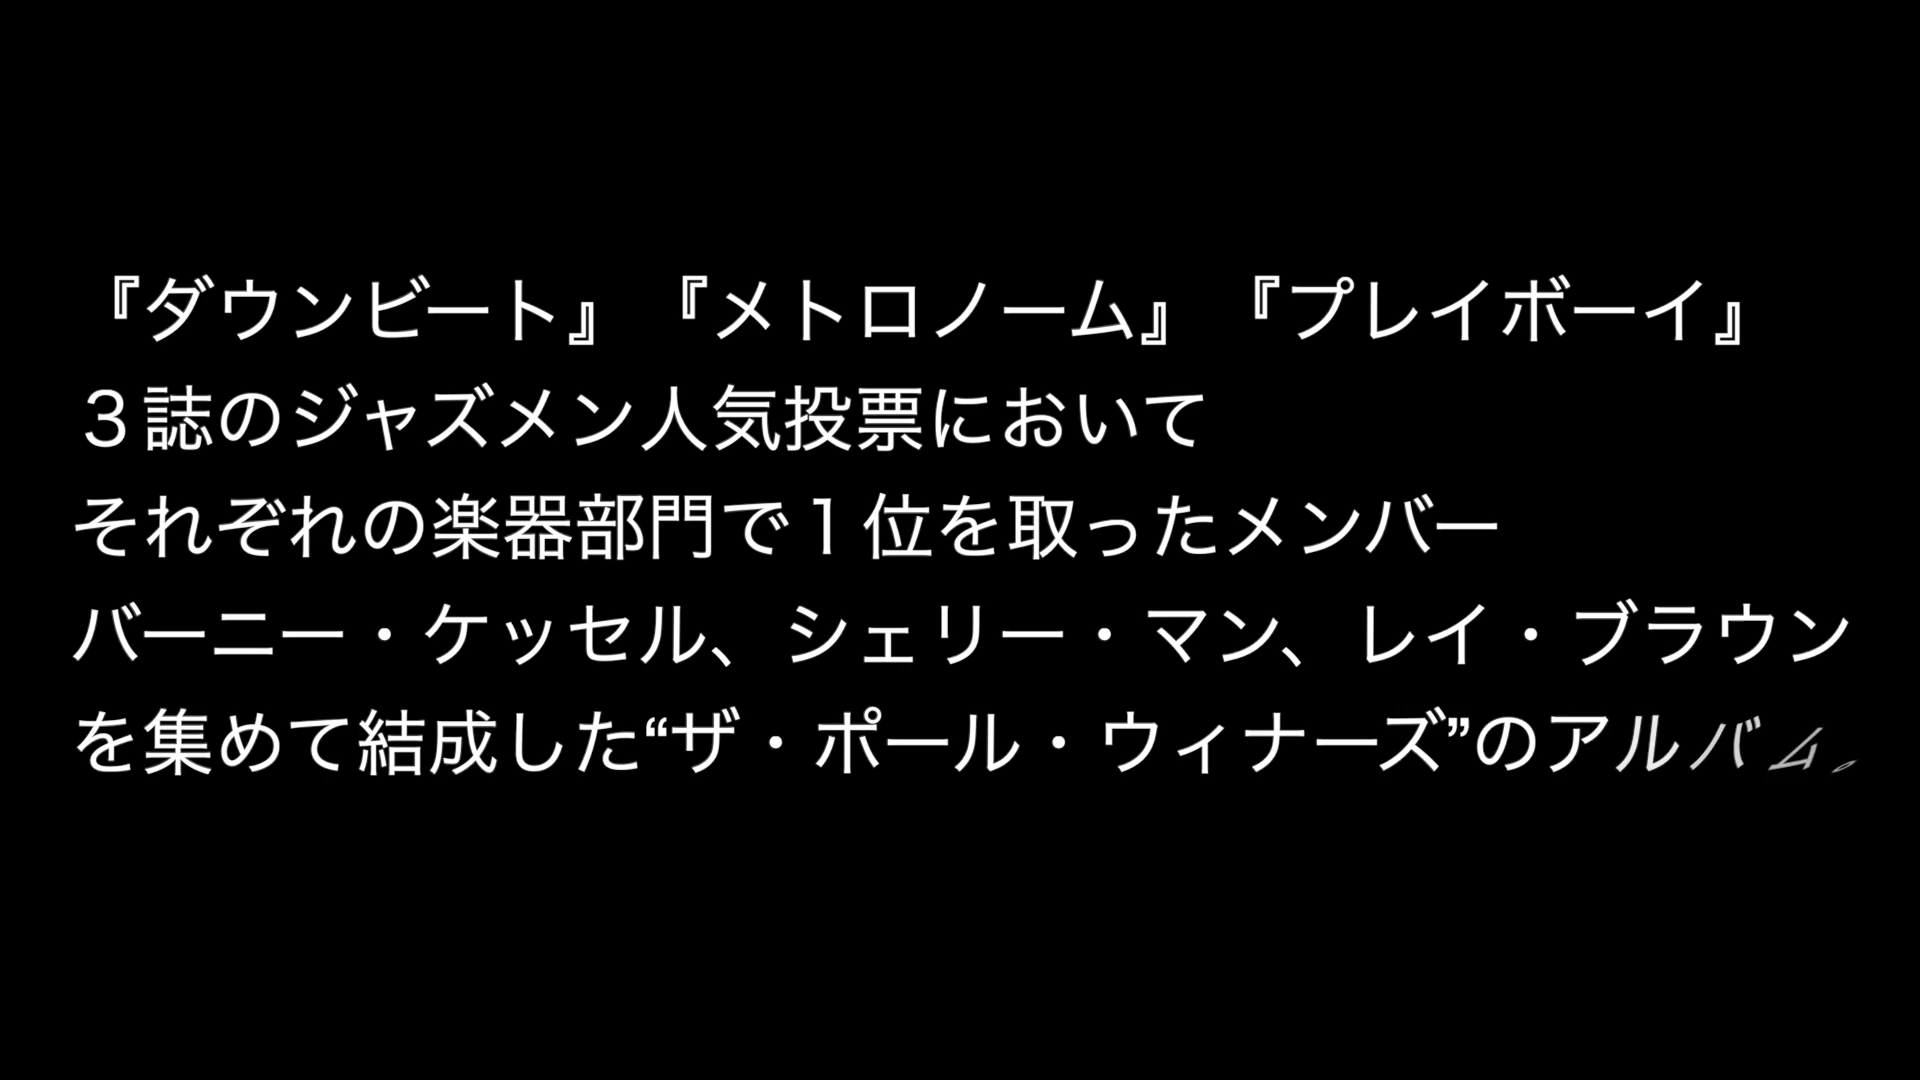 『ダウンビート』『メトロノーム』『プレイボーイ』
３誌のジャズメン人気投票において
それぞれの楽器部門で１位を取ったメンバー
バーニー・ケッセル、シェリー・マン、レイ・ブラウン
を集めて結成した“ザ・ポール・ウィナーズ”のアルバム。